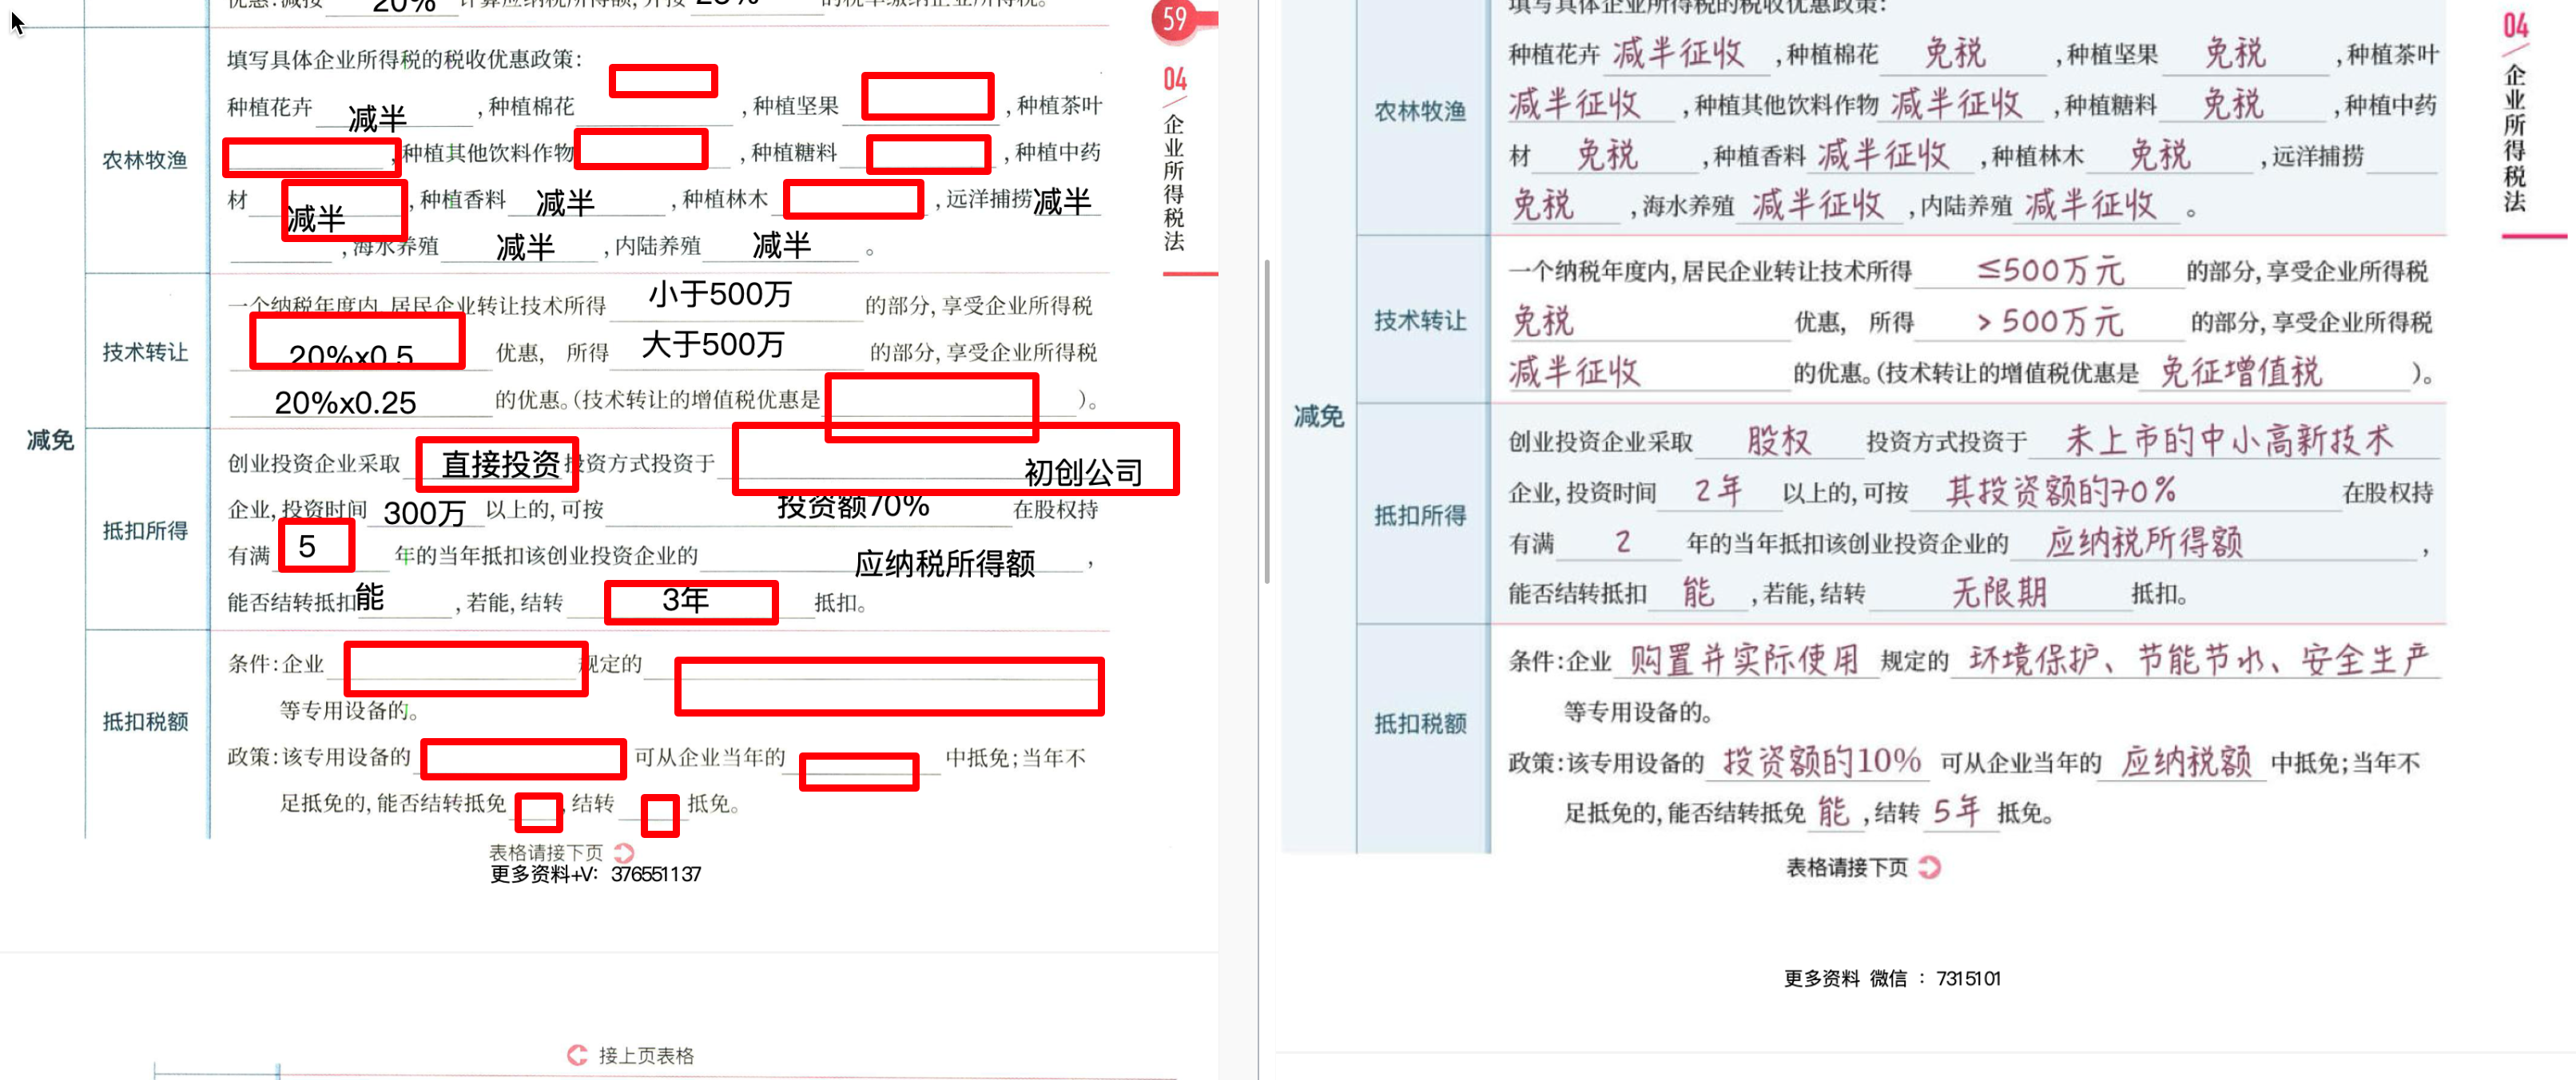 优惠:减按 20% 计算应纳税所得额,并按
填写具体企业所得税的税收优惠政策:
种植花卉 减半 ,种植棉花 ,种植坚果 ,种植茶叶
,种植其他饮料作物 ,种植糖料 ,种植中药
材 减半 ,种植香料 减半 ,种植林木 ,远洋捕捞 减半
,海水养殖 减半 ,内陆养殖 减半 。
农林牧渔
一个纳税年度内,居民企业转让技术所得 小于500万 的部分,享受企业所得税
20%x0.5 优惠, 所得 大于500万 的部分,享受企业所得税
20%x0.25 的优惠。(技术转让的增值税优惠是 )。
技术转让
减免
创业投资企业采取 直接投资 投资方式投资于 初创公司
企业,投资时间 300万 以上的,可按 投资额70% 在股权持
有满 5 年的当年抵扣该创业投资企业的 应纳税所得额 ,
能否结转抵扣 能 ,若能,结转 3年 抵扣。
抵扣所得
条件:企业 规定的
等专用设备的。
政策:该专用设备的 可从企业当年的 中抵免;当年不
足抵免的,能否结转抵免 ,结转 抵免。
抵扣税额
表格请接下页
更多资料+V: 376551137
接上页表格
59
04
企业所得税法
填写具体企业所得税的税收优惠政策:
种植花卉 减半征收 ,种植棉花 免税 ,种植坚果 免税 ,种植茶叶
减半征收 ,种植其他饮料作物 减半征收 ,种植糖料 免税 ,种植中药
材 免税 ,种植香料 减半征收 ,种植林木 免税 ,远洋捕捞
免税 ,海水养殖 减半征收 ,内陆养殖 减半征收 。
农林牧渔
一个纳税年度内,居民企业转让技术所得 ≤500万元 的部分,享受企业所得税
免税 优惠, 所得 >500万元 的部分,享受企业所得税
减半征收 的优惠。(技术转让的增值税优惠是 免征增值税 )。
技术转让
减免
创业投资企业采取 股权 投资方式投资于 未上市的中小高新技术
企业,投资时间 2年 以上的,可按 其投资额的70% 在股权持
有满 2 年的当年抵扣该创业投资企业的 应纳税所得额 ,
能否结转抵扣 能 ,若能,结转 无限期 抵扣。
抵扣所得
条件:企业 购置并实际使用 规定的 环境保护、节能节水、安全生产
等专用设备的。
政策:该专用设备的 投资额的10% 可从企业当年的 应纳税额 中抵免;当年不
足抵免的,能否结转抵免 能 ,结转 5年 抵免。
抵扣税额
表格请接下页
更多资料 微信 : 7315101
04
企业所得税法